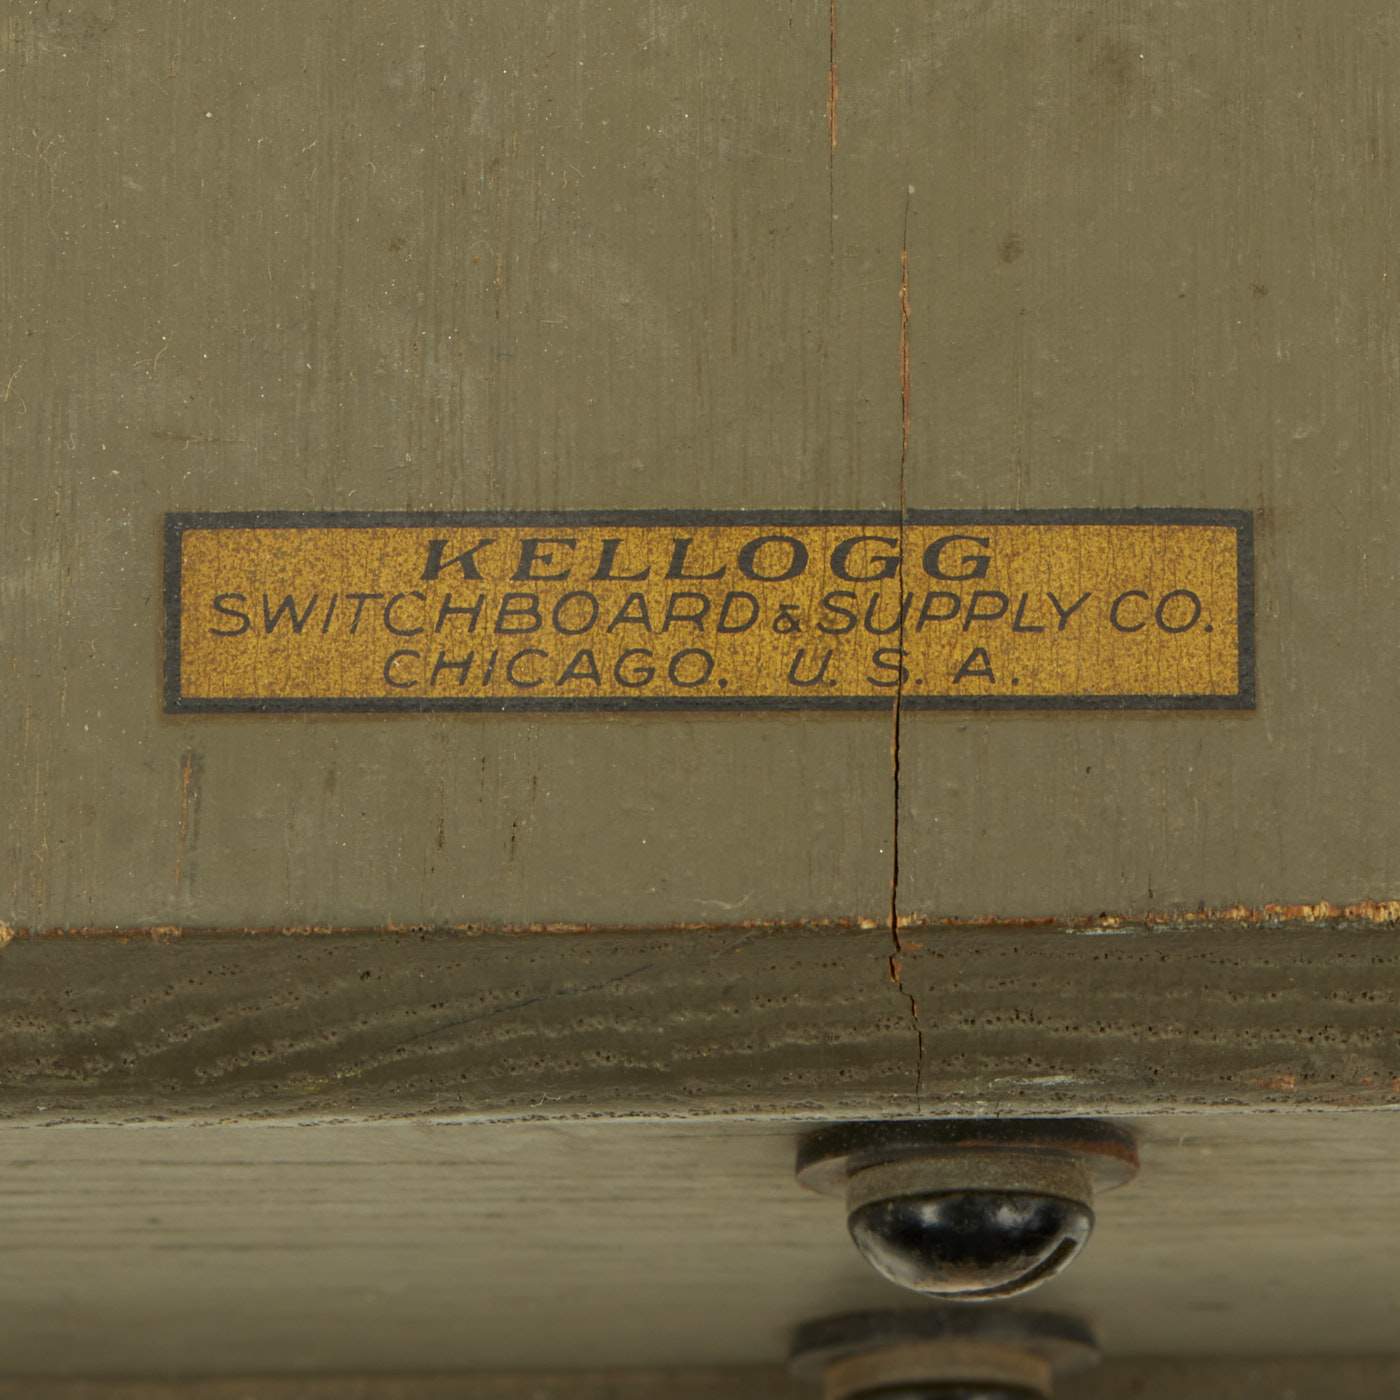 KELLOGG
SWITCHBOARD & SUPPLY CO.
CHICAGO. U. S. A.